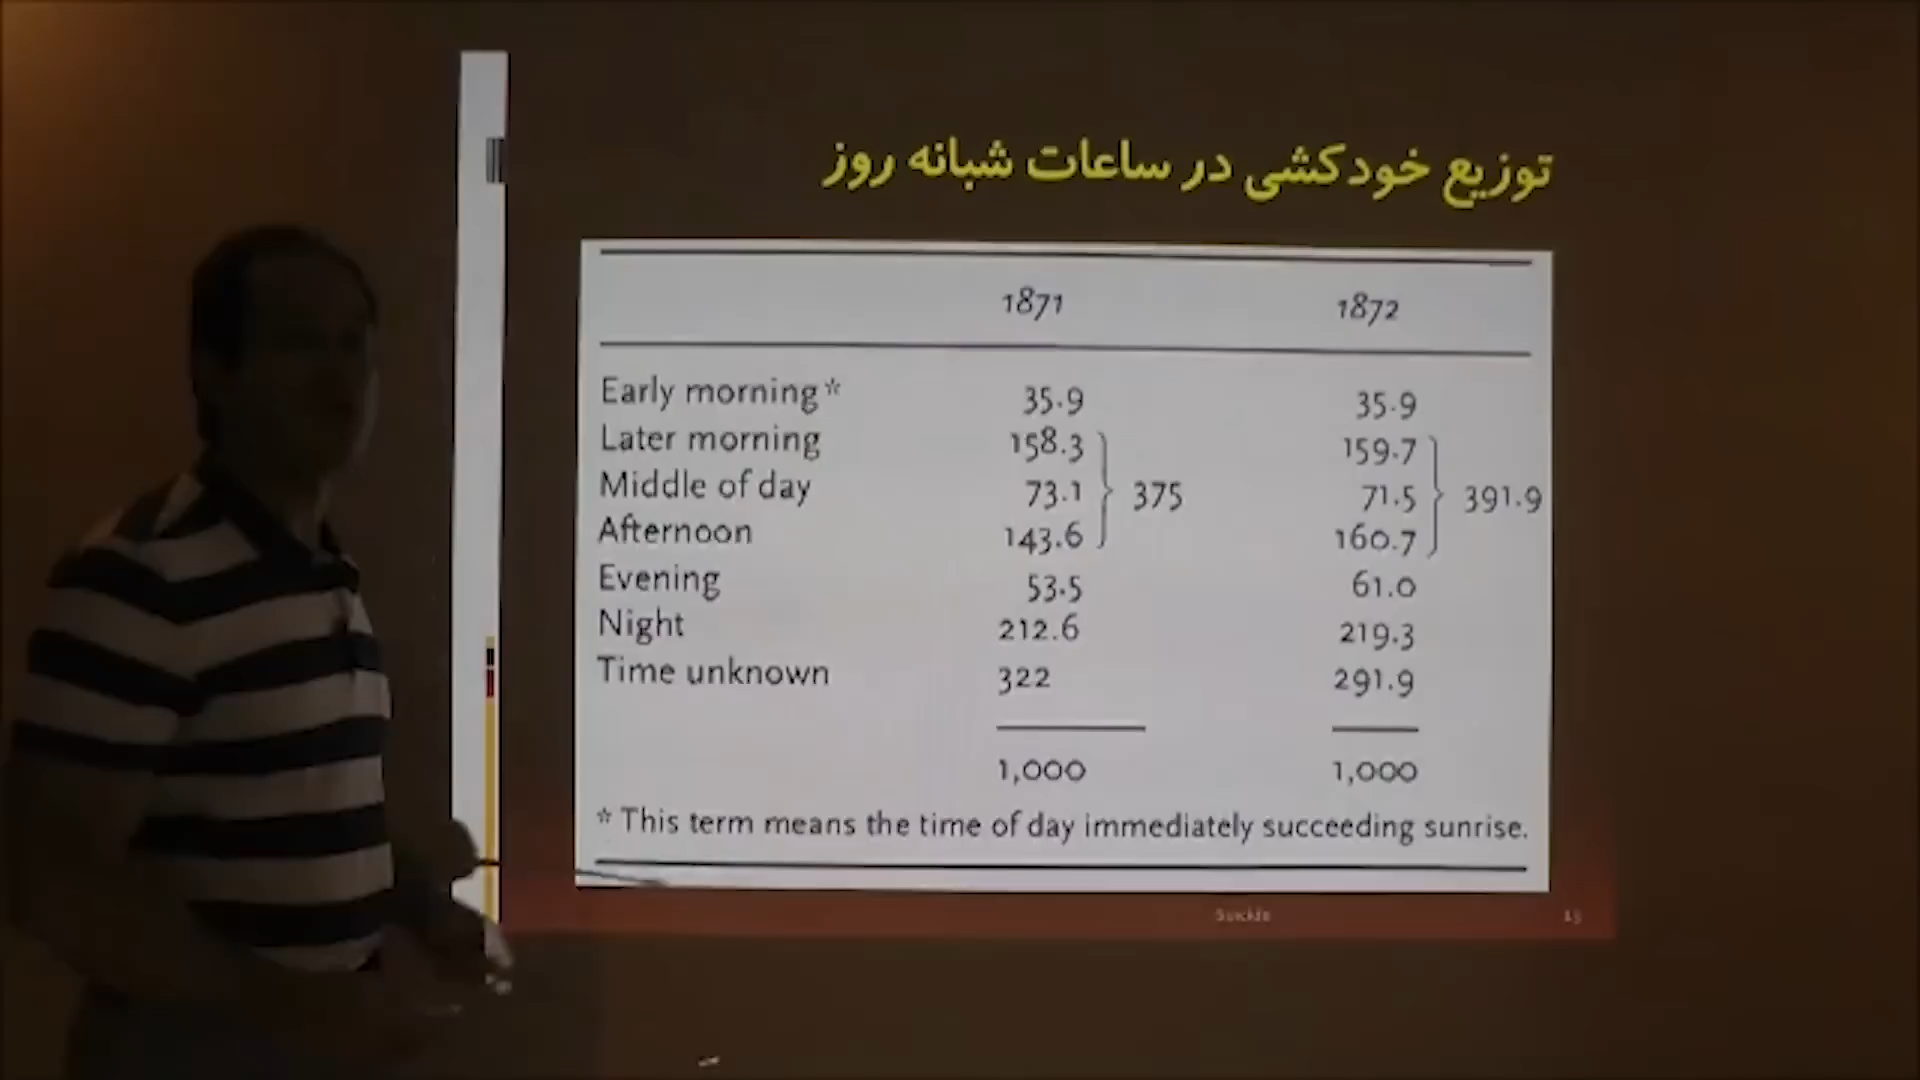 توزیع خودکشی در ساعات شبانه روز
1871 1872
Early morning* 35.9 35.9
Later morning 158.3 159.7
Middle of day 73.1 375 71.5 391.9
Afternoon 143.6 160.7
Evening 53.5 61.0
Night 212.6 219.3
Time unknown 322 291.9
1,000 1,000
* This term means the time of day immediately succeeding sunrise.
Suicide